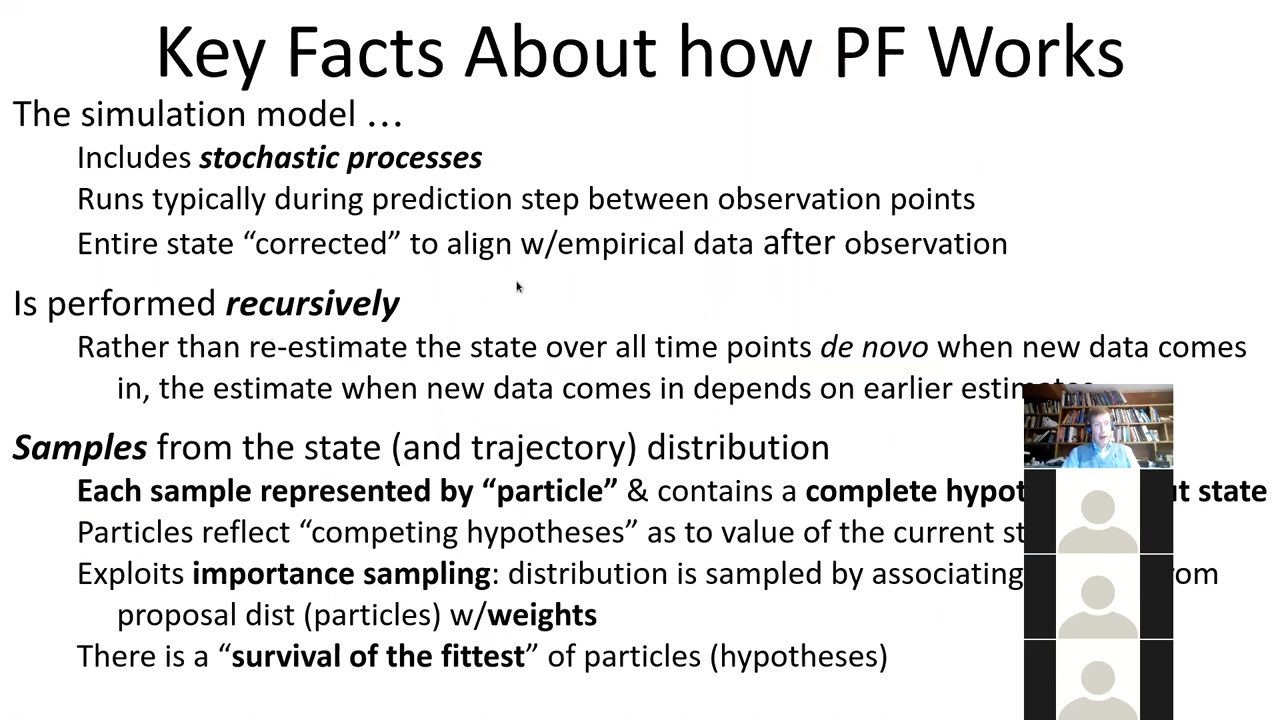 Key Facts About how PF Works
The simulation model …
Includes stochastic processes
Runs typically during prediction step between observation points
Entire state “corrected” to align w/empirical data after observation
Is performed recursively
Rather than re-estimate the state over all time points de novo when new data comes
in, the estimate when new data comes in depends on earlier estimates
Samples from the state (and trajectory) distribution
Each sample represented by “particle” & contains a complete state
Particles reflect “competing hypotheses” as to value of the current
Exploits importance sampling: distribution is sampled by associating
proposal dist (particles) w/weights
There is a “survival of the fittest” of particles (hypotheses)